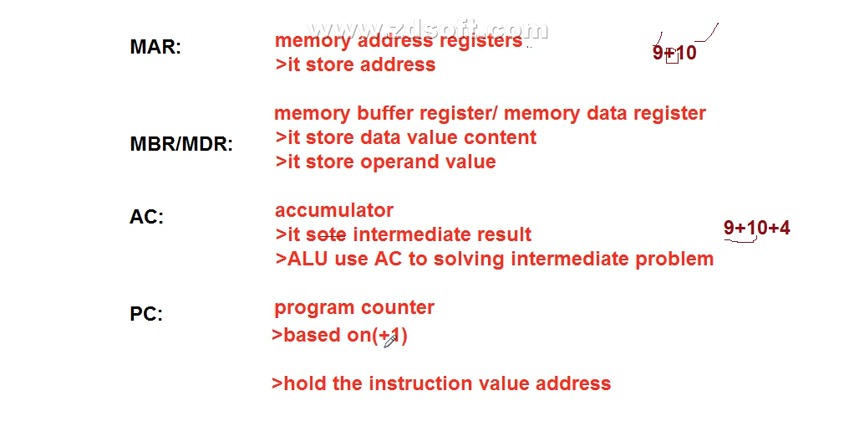 www.zdsoft.com
MAR:
memory address registers
>it store address
9+10
MBR/MDR:
memory buffer register/ memory data register
>it store data value content
>it store operand value
AC:
accumulator
>it sote intermediate result
>ALU use AC to solving intermediate problem
9+10+4
PC:
program counter
>based on(+1)
>hold the instruction value address